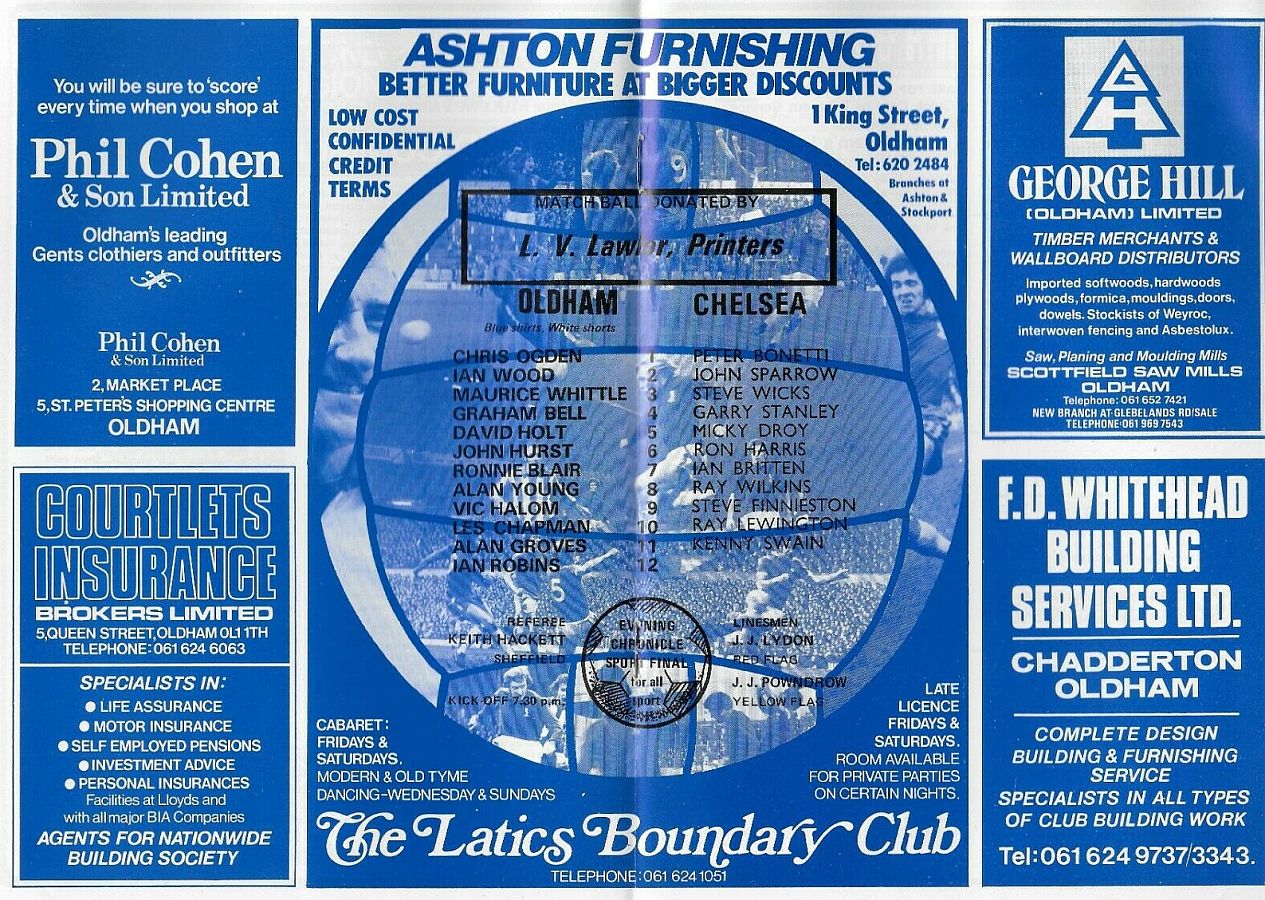 You will be sure to 'score'
every time when you shop at
Phil Cohen
& Son Limited
Oldham's leading
Gents clothiers and outfitters
Phil Cohen
& Son Limited
2, MARKET PLACE
5, ST. PETER'S SHOPPING CENTRE
OLDHAM
COURTLETS
INSURANCE
BROKERS LIMITED
5, QUEEN STREET, OLDHAM OL1 1TH
TELEPHONE: 061 624 6063
SPECIALISTS IN:
● LIFE ASSURANCE
● MOTOR INSURANCE
● SELF EMPLOYED PENSIONS
● INVESTMENT ADVICE
● PERSONAL INSURANCES
Facilities at Lloyds and
with all major BIA Companies
AGENTS FOR NATIONWIDE
BUILDING SOCIETY
ASHTON FURNISHING
BETTER FURNITURE AT BIGGER DISCOUNTS
LOW COST
CONFIDENTIAL
CREDIT
TERMS
1 King Street,
Oldham
Tel: 620 2484
Branches at
Ashton &
Stockport
MATCH BALL DONATED BY
L. V. Lawlor, Printers
OLDHAM CHELSEA
Blue shirts, White shorts
CHRIS OGDEN 1 PETER BONETTI
IAN WOOD 2 JOHN SPARROW
MAURICE WHITTLE 3 STEVE WICKS
GRAHAM BELL 4 GARRY STANLEY
DAVID HOLT 5 MICKY DROY
JOHN HURST 6 RON HARRIS
RONNIE BLAIR 7 IAN BRITTEN
ALAN YOUNG 8 RAY WILKINS
VIC HALOM 9 STEVE FINNIESTON
LES CHAPMAN 10 RAY LEWINGTON
ALAN GROVES 11 KENNY SWAIN
IAN ROBINS 12
5
9
REFEREE
KEITH HACKETT
SHEFFIELD
KICK-OFF 7.30 p.m.
EVENING
CHRONICLE
SPORT FINAL
for all
sport
LINESMEN
J. J. LYDON
RED FLAG
J. J. POWNDROW
YELLOW FLAG
CABARET:
FRIDAYS &
SATURDAYS.
MODERN & OLD TYME
DANCING-WEDNESDAY & SUNDAYS
LATE
LICENCE
FRIDAYS &
SATURDAYS.
ROOM AVAILABLE
FOR PRIVATE PARTIES
ON CERTAIN NIGHTS.
The Latics Boundary Club
TELEPHONE: 061 624 1051
GH
GEORGE HILL
(OLDHAM) LIMITED
TIMBER MERCHANTS &
WALLBOARD DISTRIBUTORS
Imported softwoods, hardwoods
plywoods, formica, mouldings, doors,
dowels. Stockists of Weyroc,
interwoven fencing and Asbestolux.
Saw, Planing and Moulding Mills
SCOTTFIELD SAW MILLS
OLDHAM
Telephone: 061 652 7421
NEW BRANCH AT·GLEBELANDS RD/SALE
TELEPHONE·061 969 7543
F.D. WHITEHEAD
BUILDING
SERVICES LTD.
CHADDERTON
OLDHAM
COMPLETE DESIGN
BUILDING & FURNISHING
SERVICE
SPECIALISTS IN ALL TYPES
OF CLUB BUILDING WORK
Tel: 061 624 9737/3343.